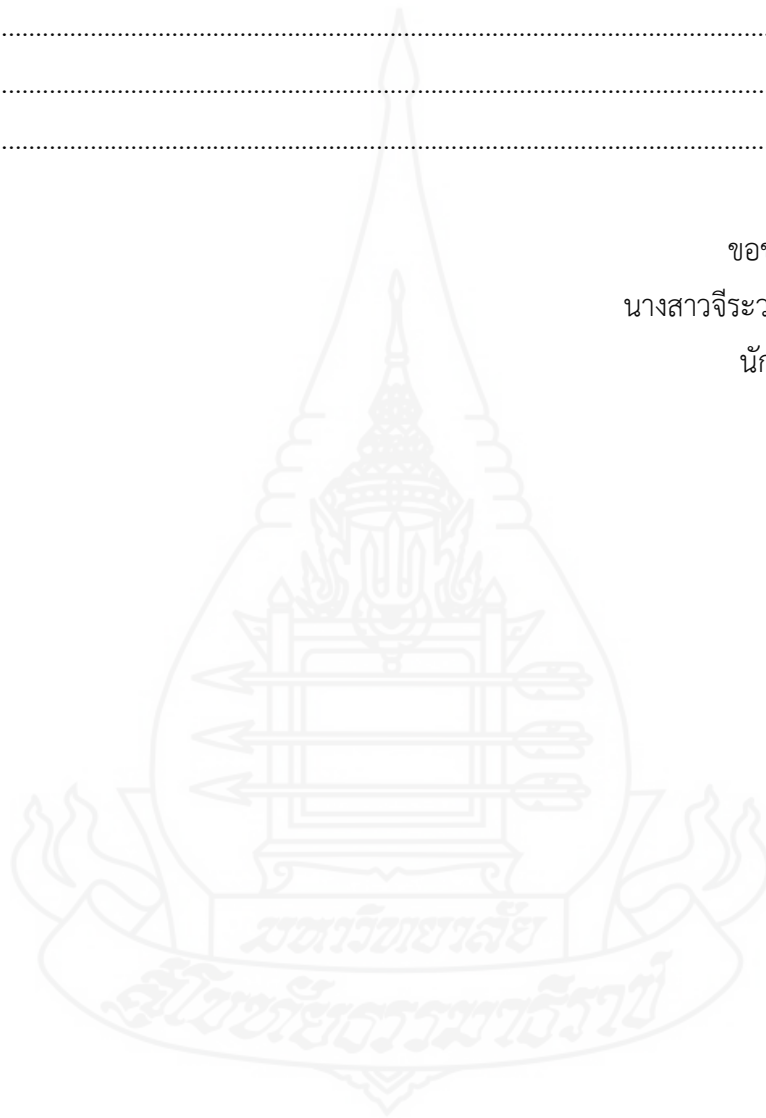 ขอข
นางสาวจีระว
นัก
มหาวิทยาลัย
สุโขทัยธรรมาธิราช